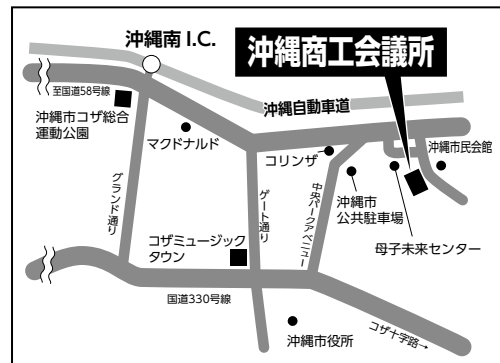 沖縄南 I.C.
沖縄商工会議所
至国道58号線
沖縄自動車道
沖縄市コザ総合
運動公園
マクドナルド
コリンザ
沖縄市民会館
グランド通り
ゲート通り
中央パークアベニュー
沖縄市
公共駐車場
母子未来センター
コザミュージック
タウン
国道330号線
沖縄市役所
コザ十字路→